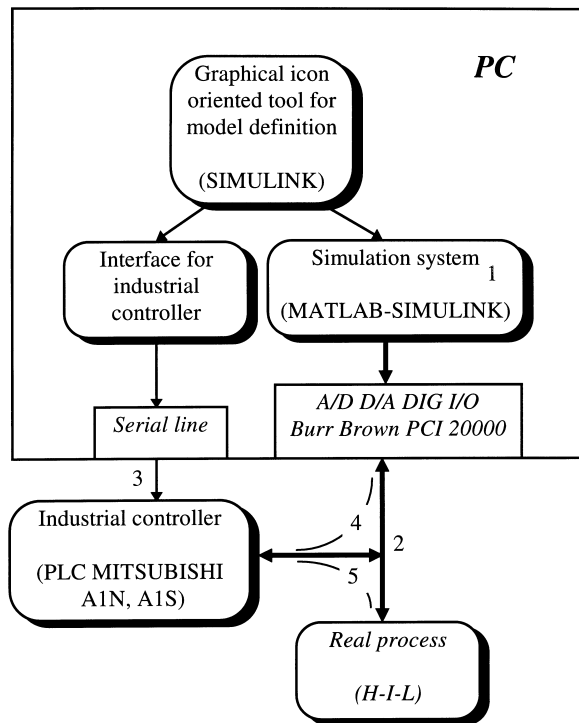 PC
Graphical icon
oriented tool for
model definition
(SIMULINK)
Interface for
industrial
controller
Simulation system
1
(MATLAB-SIMULINK)
Serial line
A/D D/A DIG I/O
Burr Brown PCI 20000
3
Industrial controller
(PLC MITSUBISHI
A1N, A1S)
4
2
5
Real process
(H-I-L)